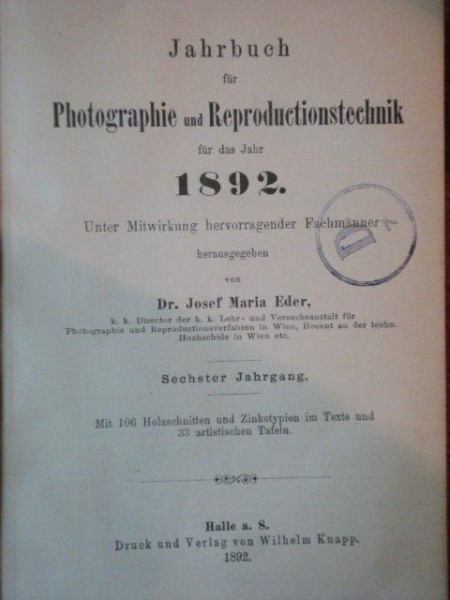 Jahrbuch
für
Photographie und Reproductionstechnik
für das Jahr
1892.
Unter Mitwirkung hervorragender Fachmänner
herausgegeben
von
Dr. Josef Maria Eder,
k. k. Director der k. k. Lehr- und Versuchsanstalt für
Photographie und Reproductionsverfahren in Wien, Docent an der techn.
Hochschule in Wien etc.
Sechster Jahrgang.
Mit 106 Holzschnitten und Zinkotypien im Texte und
33 artistischen Tafeln.
Halle a. S.
Druck und Verlag von Wilhelm Knapp.
1892.
D